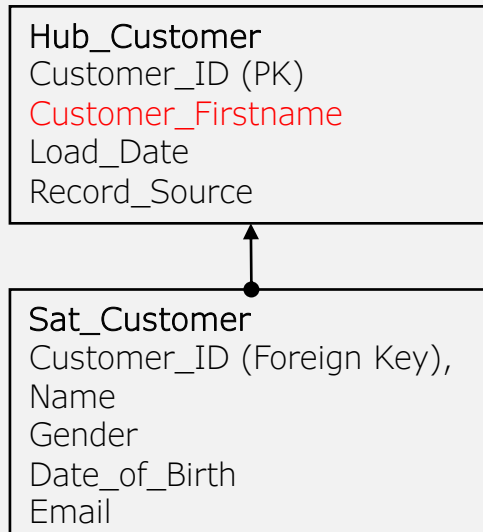 Hub_Customer
Customer_ID (PK)
Customer_Firstname
Load_Date
Record_Source
Sat_Customer
Customer_ID (Foreign Key),
Name
Gender
Date_of_Birth
Email